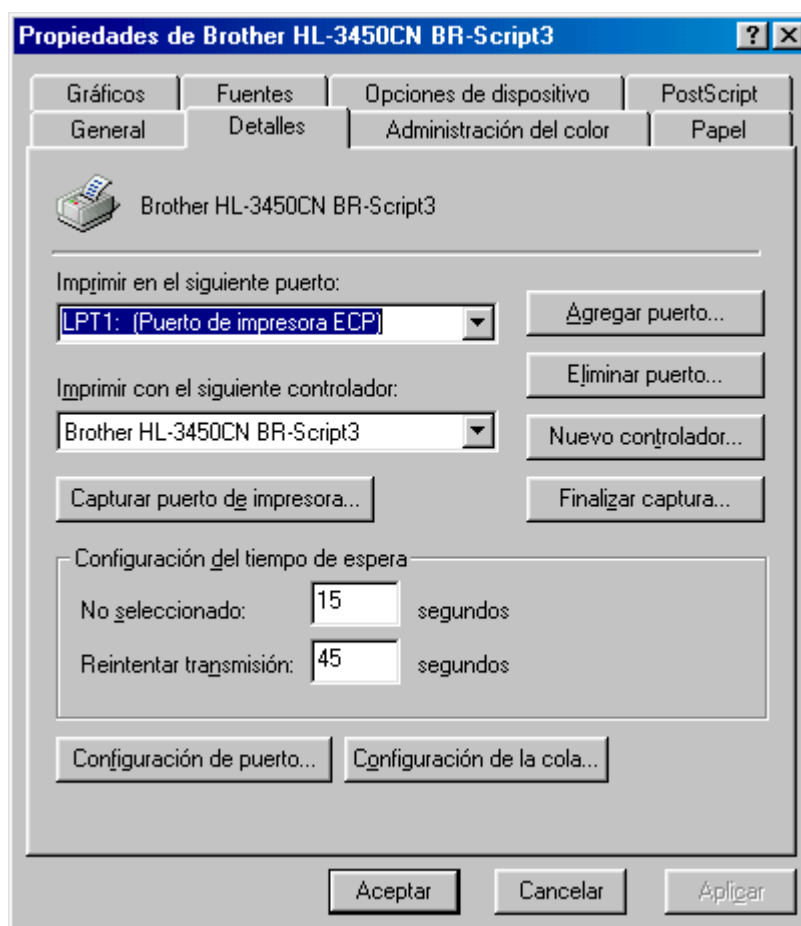 Propiedades de Brother HL-3450CN BR-Script3
Gráficos Fuentes Opciones de dispositivo PostScript
General Detalles Administración del color Papel
Brother HL-3450CN BR-Script3
Imprimir en el siguiente puerto:
LPT1: (Puerto de impresora ECP)
Agregar puerto...
Eliminar puerto...
Imprimir con el siguiente controlador:
Brother HL-3450CN BR-Script3
Nuevo controlador...
Capturar puerto de impresora...
Finalizar captura...
Configuración del tiempo de espera
No seleccionado: 15 segundos
Reintentar transmisión: 45 segundos
Configuración de puerto... Configuración de la cola...
Aceptar Cancelar Aplicar